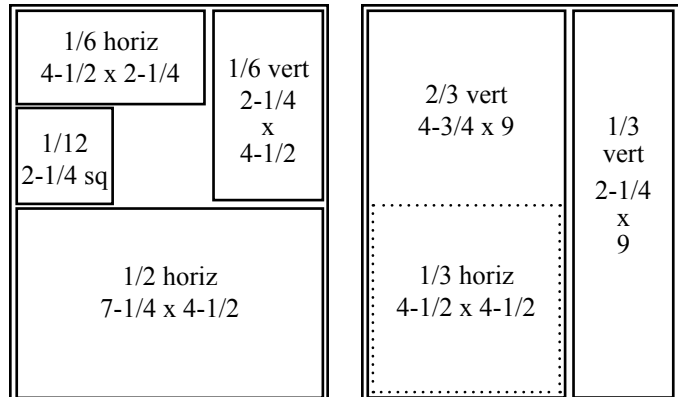 1/6 horiz
4-1/2 x 2-1/4
1/6 vert
2-1/4
x
4-1/2
1/12
2-1/4 sq
1/2 horiz
7-1/4 x 4-1/2
2/3 vert
4-3/4 x 9
1/3 horiz
4-1/2 x 4-1/2
1/3
vert
2-1/4
x
9